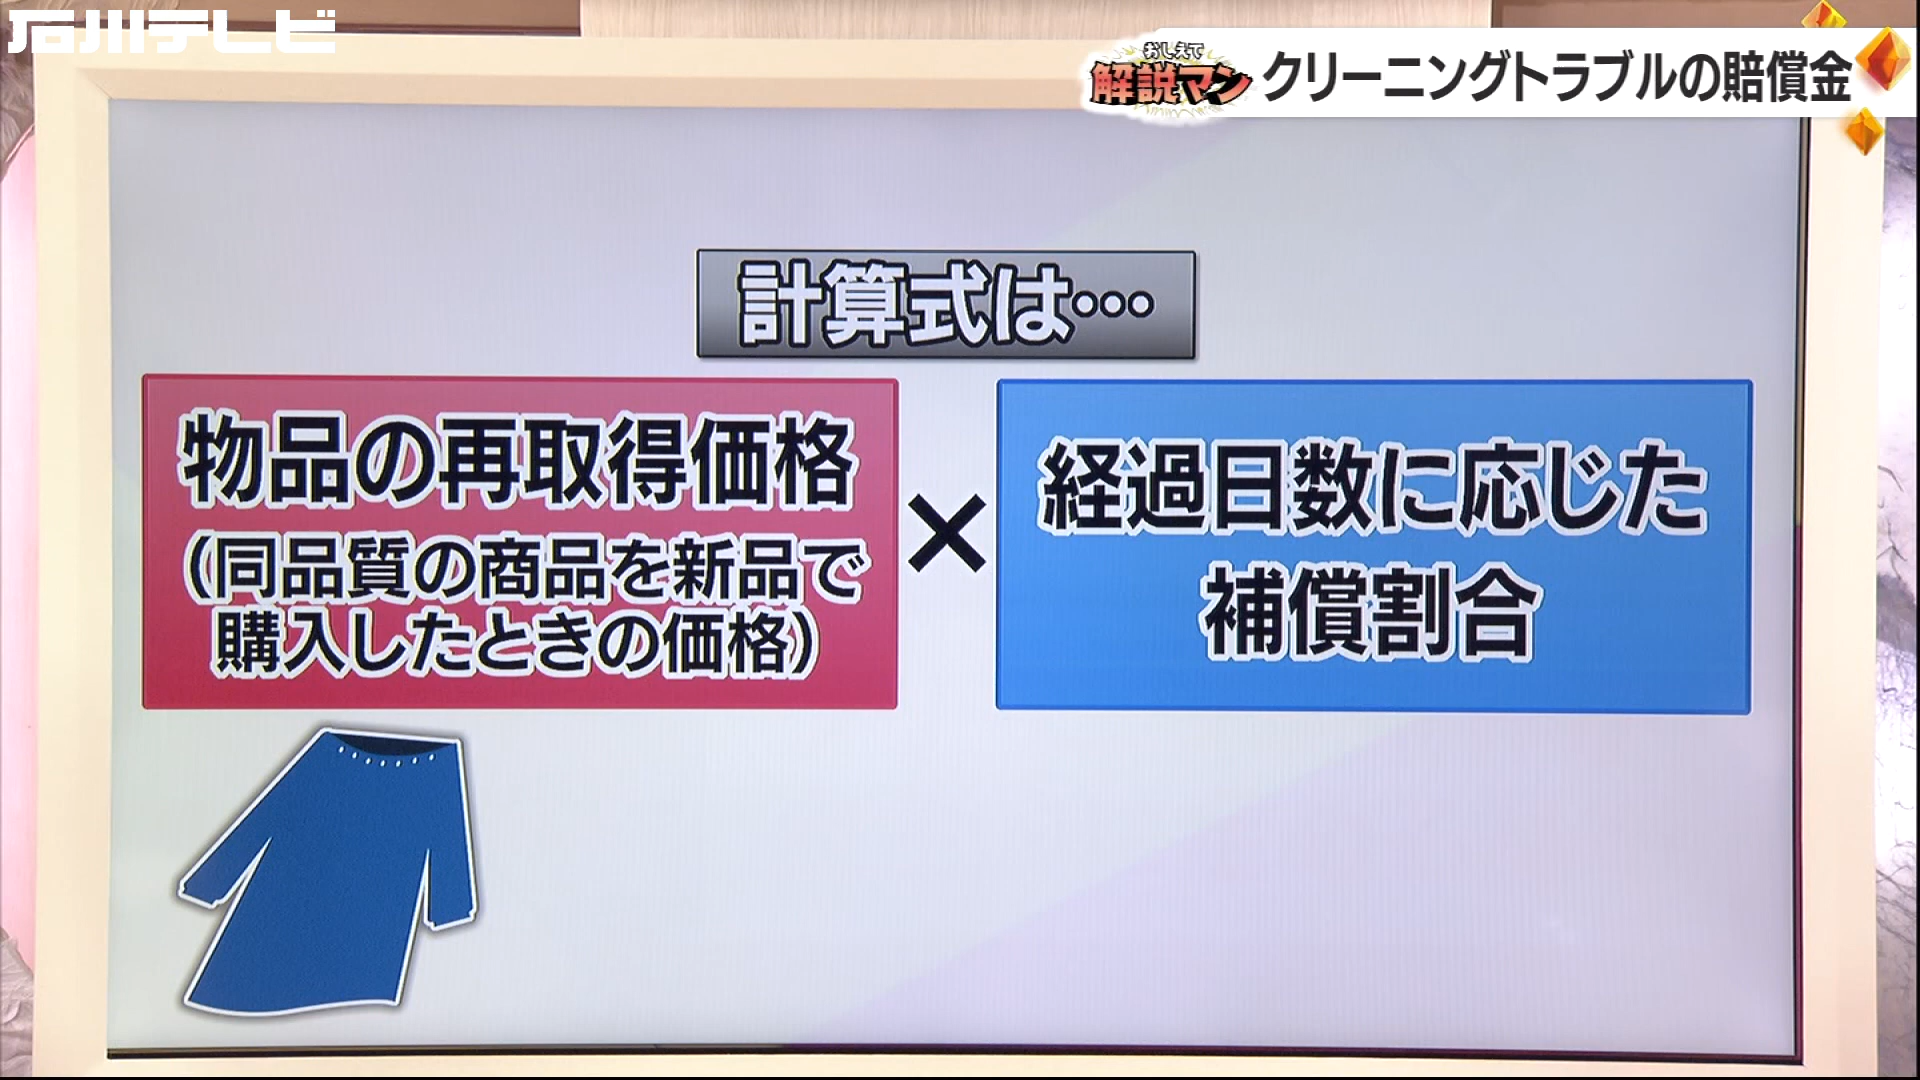 石川テレビ
おしえて
解説マン
クリーニングトラブルの賠償金
計算式は…
物品の再取得価格
(同品質の商品を新品で
購入したときの価格)
×
経過日数に応じた
補償割合